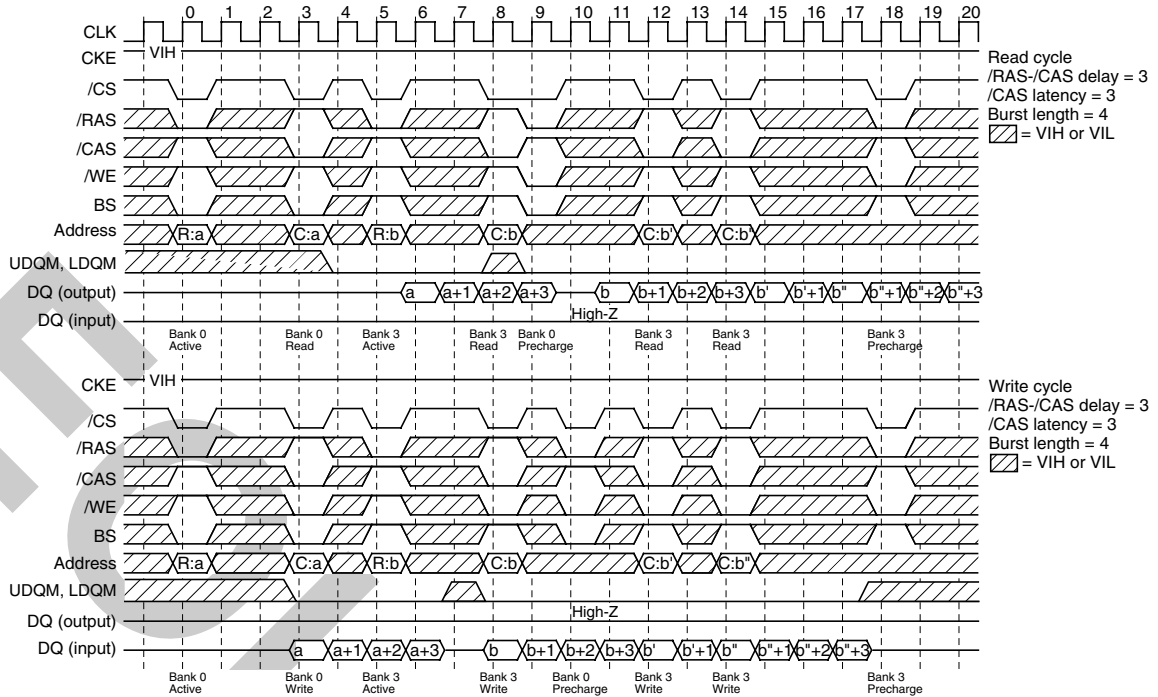 0 1 2 3 4 5 6 7 8 9 10 11 12 13 14 15 16 17 18 19 20
CLK
CKE VIH
/CS
/RAS
/CAS
/WE
BS
Address R:a C:a R:b C:b C:b' C:b'
UDQM, LDQM
DQ (output) a a+1 a+2 a+3 b b+1 b+2 b+3 b' b'+1 b" b"+1 b"+2 b"+3
High-Z
DQ (input)
Bank 0 Active
Bank 0 Read
Bank 3 Active
Bank 3 Read
Bank 0 Precharge
Bank 3 Read
Bank 3 Read
Bank 3 Precharge
Read cycle
/RAS-/CAS delay = 3
/CAS latency = 3
Burst length = 4
= VIH or VIL
CKE VIH
/CS
/RAS
/CAS
/WE
BS
Address R:a C:a R:b C:b C:b' C:b"
UDQM, LDQM
High-Z
DQ (output)
DQ (input) a a+1 a+2 a+3 b b+1 b+2 b+3 b' b'+1 b" b"+1 b"+2 b"+3
Bank 0 Active
Bank 0 Write
Bank 3 Active
Bank 3 Write
Bank 0 Precharge
Bank 3 Write
Bank 3 Write
Bank 3 Precharge
Write cycle
/RAS-/CAS delay = 3
/CAS latency = 3
Burst length = 4
= VIH or VIL